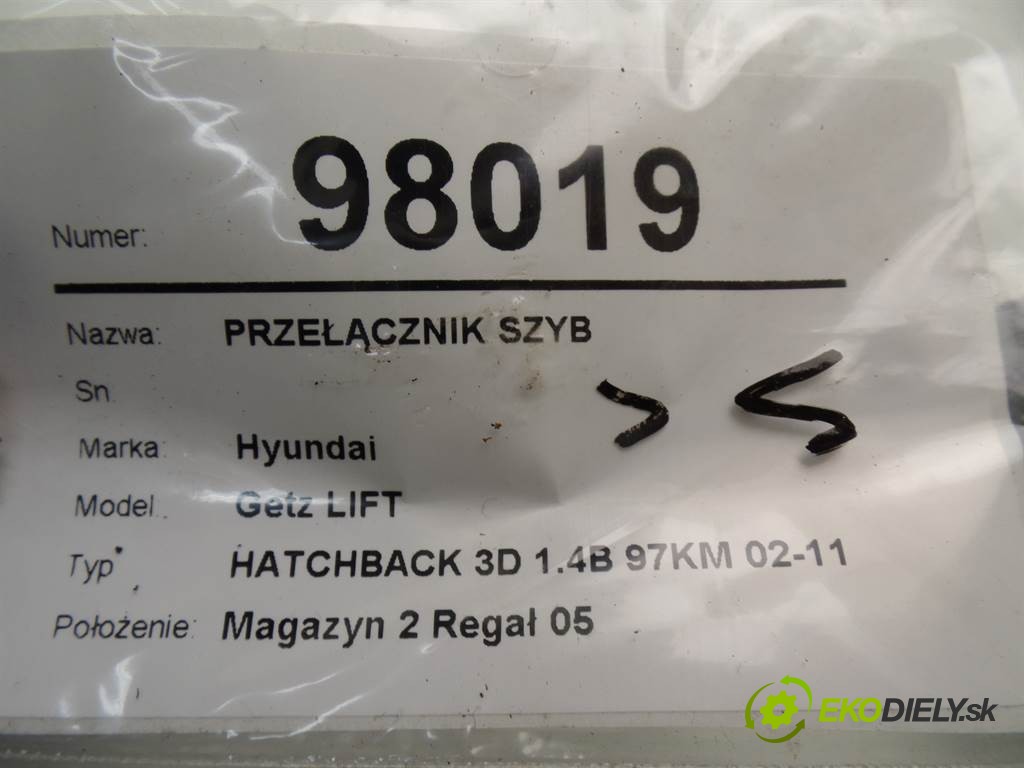 Numer: 98019
Nazwa: PRZEŁĄCZNIK SZYB
Sn.
Marka: Hyundai
Model: Getz LIFT
Typ HATCHBACK 3D 1.4B 97KM 02-11
Położenie: Magazyn 2 Regał 05
EKODIELY.sk